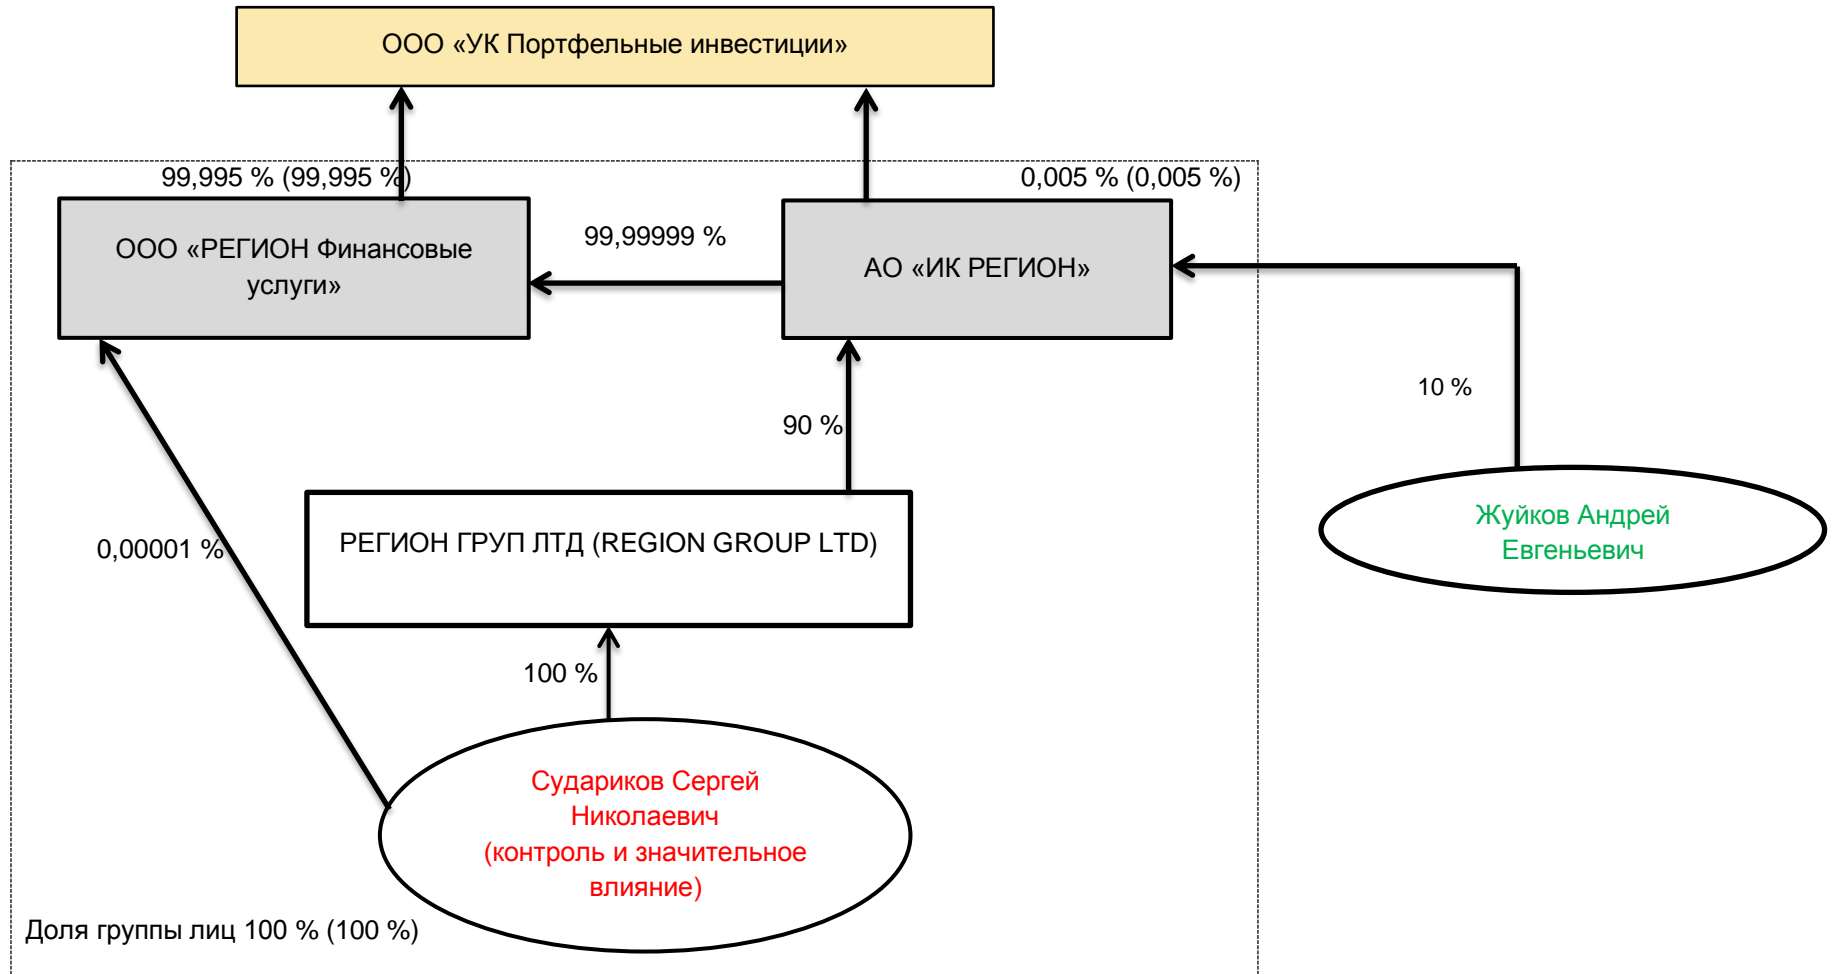 ООО «УК Портфельные инвестиции»
99,995 % (99,995 %)
0,005 % (0,005 %)
ООО «РЕГИОН Финансовые
услуги»
99,99999 %
АО «ИК РЕГИОН»
10 %
90 %
0,00001 %
РЕГИОН ГРУП ЛТД (REGION GROUP LTD)
Жуйков Андрей
Евгеньевич
100 %
Судариков Сергей
Николаевич
(контроль и значительное
влияние)
Доля группы лиц 100 % (100 %)